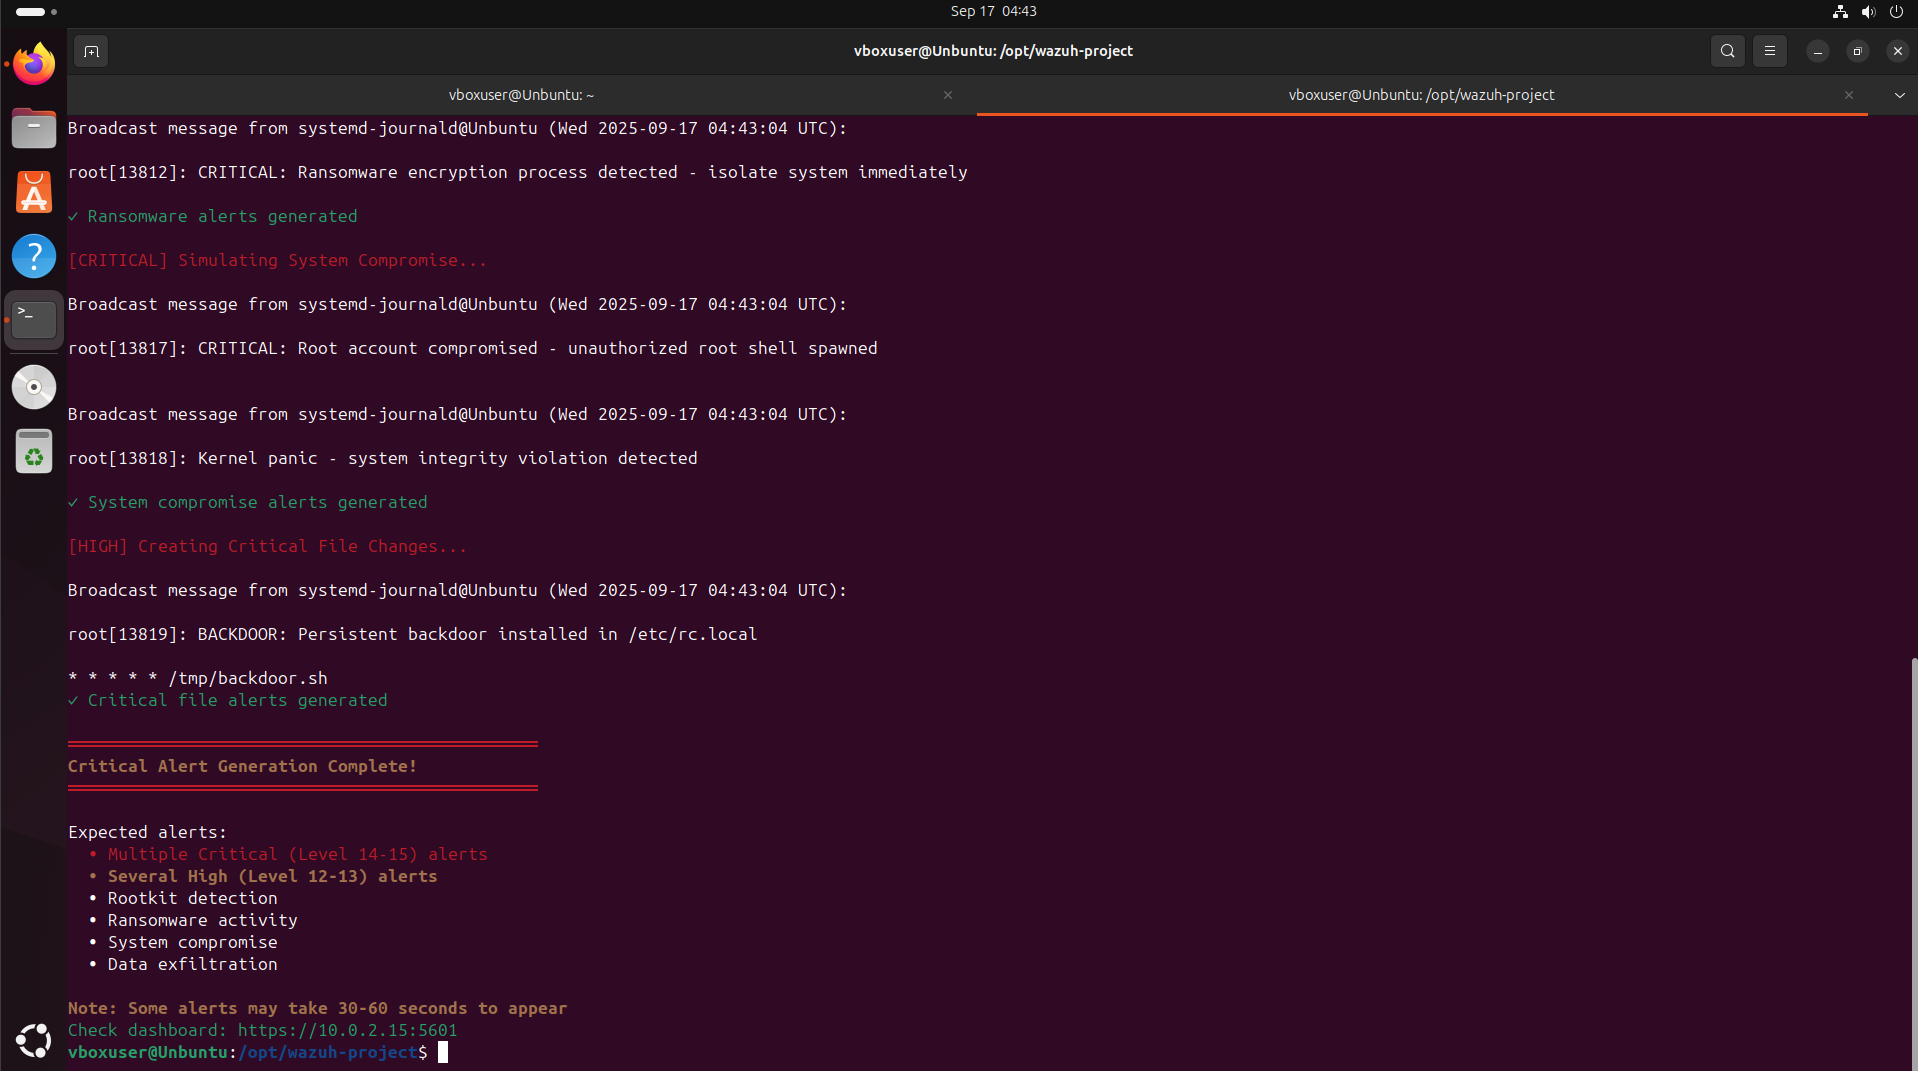 Sep 17 04:43
vboxuser@Unbuntu: /opt/wazuh-project
vboxuser@Unbuntu: ~
vboxuser@Unbuntu: /opt/wazuh-project
Broadcast message from systemd-journald@Unbuntu (Wed 2025-09-17 04:43:04 UTC):
root[13812]: CRITICAL: Ransomware encryption process detected - isolate system immediately
✓ Ransomware alerts generated
[CRITICAL] Simulating System Compromise...
Broadcast message from systemd-journald@Unbuntu (Wed 2025-09-17 04:43:04 UTC):
root[13817]: CRITICAL: Root account compromised - unauthorized root shell spawned
Broadcast message from systemd-journald@Unbuntu (Wed 2025-09-17 04:43:04 UTC):
root[13818]: Kernel panic - system integrity violation detected
✓ System compromise alerts generated
[HIGH] Creating Critical File Changes...
Broadcast message from systemd-journald@Unbuntu (Wed 2025-09-17 04:43:04 UTC):
root[13819]: BACKDOOR: Persistent backdoor installed in /etc/rc.local
* * * * * /tmp/backdoor.sh
✓ Critical file alerts generated
Critical Alert Generation Complete!
Expected alerts:
• Multiple Critical (Level 14-15) alerts
• Several High (Level 12-13) alerts
• Rootkit detection
• Ransomware activity
• System compromise
• Data exfiltration
Note: Some alerts may take 30-60 seconds to appear
Check dashboard: https://10.0.2.15:5601
vboxuser@Unbuntu:/opt/wazuh-project$